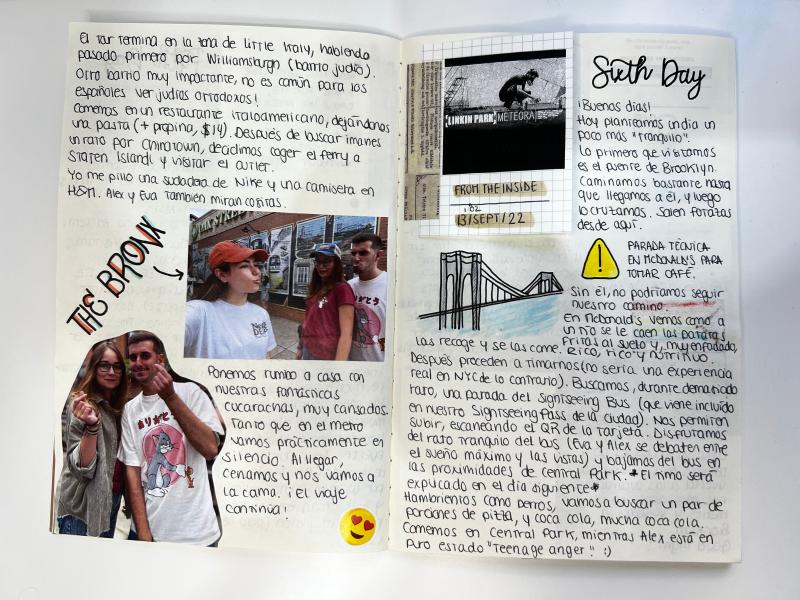 El tour termina en la zona de Little Italy, habiendo
pasado primero por Williamsburgh (barrio judío).
Otro barrio muy impactante, no es común para los
españoles ver judíos ortodoxos!
Comemos en un restaurante italoamericano, dejándonos
una pasta (+ propina, $14). Después de buscar imanes
un rato por Chinatown, decidimos coger el ferry a
Staten Island y visitar el outlet.
Yo me pillo una sudadera de Nike y una camiseta en
H&M. Alex y Eva también miran cositas.
THE BRONX
Ponemos rumbo a casa con
nuestras fantásticas
cucarachas, muy cansados.
Tanto que en el metro
vamos prácticamente en
silencio. Al llegar,
cenamos y nos vamos a
la cama. ¡El viaje
continúa!
LINKIN PARK METEORA
FROM THE INSIDE
13/SEPT/22
Sixth Day
¡Buenos días!
Hoy planteamos un día un
poco más "tranquilo".
Lo primero que visitamos
es el puente de Brooklyn.
Caminamos bastante hasta
que llegamos a él, y luego
lo cruzamos. Salen fotazas
desde aquí.
!
PARADA TÉCNICA
EN McDONALD'S PARA
TOMAR CAFÉ.
Sin él, no podríamos seguir
nuestro camino.
En McDonald's vemos como a
un tío se le caen las patatas
fritas al suelo y, muy enfadado,
las recoge y se las come. Rico, rico y nutritivo.
Después proceden a timarnos (no sería una experiencia
real en NYC de lo contrario). Buscamos, durante demasiado
rato, una parada del Sightseeing Bus (que viene incluido
en nuestro Sightseeing Pass de la ciudad). Nos permiten
subir, escaneando el QR de la tarjeta. Disfrutamos
del rato tranquilo del bus (Eva y Alex se debaten entre
el sueño máximo y las vistas) y bajamos del bus en
las proximidades de Central Park. *El timo será
explicado en el día siguiente*
Hambrientos como perros, vamos a buscar un par de
porciones de pizza, y coca cola, mucha coca cola.
Comemos en Central Park, mientras Alex está en
puro estado "Teenage anger". :)